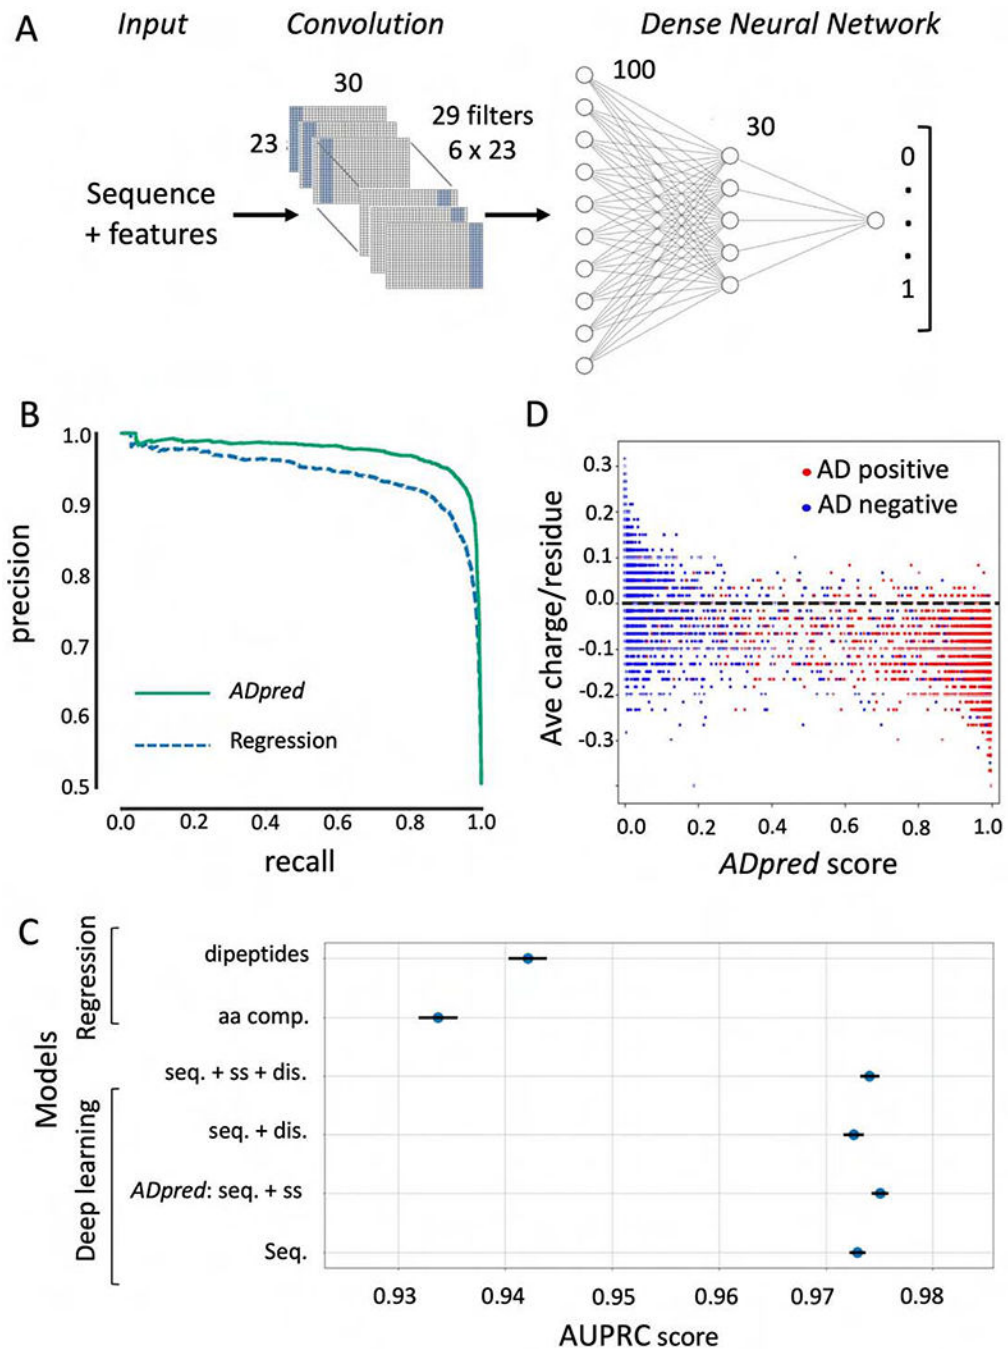 A
Input
Convolution
Dense Neural Network
30
23
29 filters
6 x 23
100
30
Sequence
+ features
0
.
.
.
1
B
1.0
0.9
0.8
0.7
0.6
0.5
precision
ADpred
Regression
0.0 0.2 0.4 0.6 0.8 1.0
recall
D
0.3
0.2
0.1
0.0
-0.1
-0.2
-0.3
Ave charge/residue
AD positive
AD negative
0.0 0.2 0.4 0.6 0.8 1.0
ADpred score
C
Models
Regression
Deep learning
dipeptides
aa comp.
seq. + ss + dis.
seq. + dis.
ADpred: seq. + ss
Seq.
0.93 0.94 0.95 0.96 0.97 0.98
AUPRC score